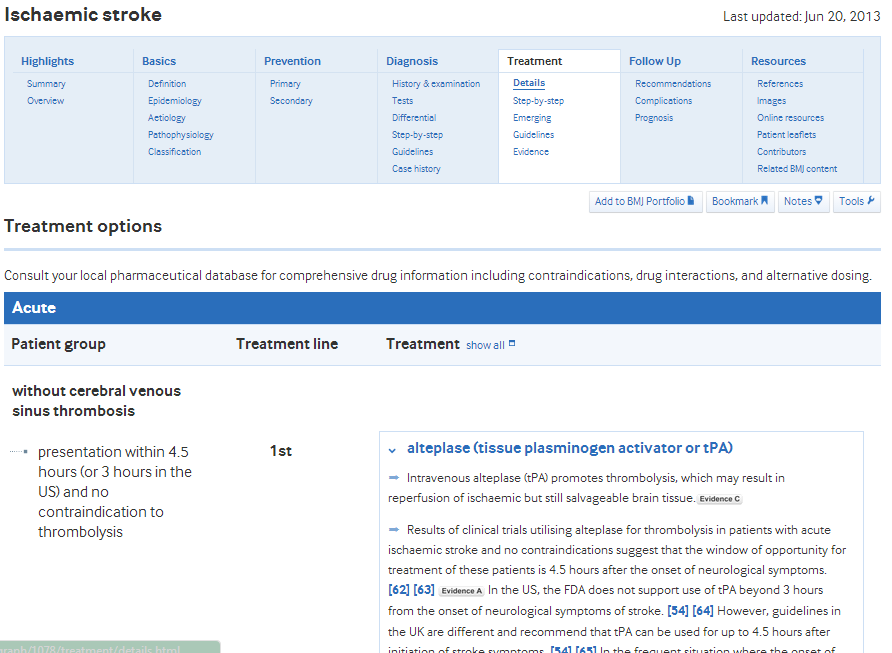 Ischaemic stroke
Last updated: Jun 20, 2013
Highlights
Summary
Overview
Basics
Definition
Epidemiology
Aetiology
Pathophysiology
Classification
Prevention
Primary
Secondary
Diagnosis
History & examination
Tests
Differential
Step-by-step
Guidelines
Case history
Treatment
Details
Step-by-step
Emerging
Guidelines
Evidence
Follow Up
Recommendations
Complications
Prognosis
Resources
References
Images
Online resources
Patient leaflets
Contributors
Related BMJ content
Add to BMJ Portfolio
Bookmark
Notes
Tools
Treatment options
Consult your local pharmaceutical database for comprehensive drug information including contraindications, drug interactions, and alternative dosing.
Acute
Patient group
Treatment line
Treatment show all
without cerebral venous
sinus thrombosis
presentation within 4.5
hours (or 3 hours in the
US) and no
contraindication to
thrombolysis
1st
alteplase (tissue plasminogen activator or tPA)
Intravenous alteplase (tPA) promotes thrombolysis, which may result in
reperfusion of ischaemic but still salvageable brain tissue. Evidence C
Results of clinical trials utilising alteplase for thrombolysis in patients with acute
ischaemic stroke and no contraindications suggest that the window of opportunity for
treatment of these patients is 4.5 hours after the onset of neurological symptoms.
[62] [63] Evidence A In the US, the FDA does not support use of tPA beyond 3 hours
from the onset of neurological symptoms of stroke. [54] [64] However, guidelines in
the UK are different and recommend that tPA can be used for up to 4.5 hours after
initiation of stroke symptoms. [54] [65] In the frequent situation where the onset of
graph/1078/treatment/details.html